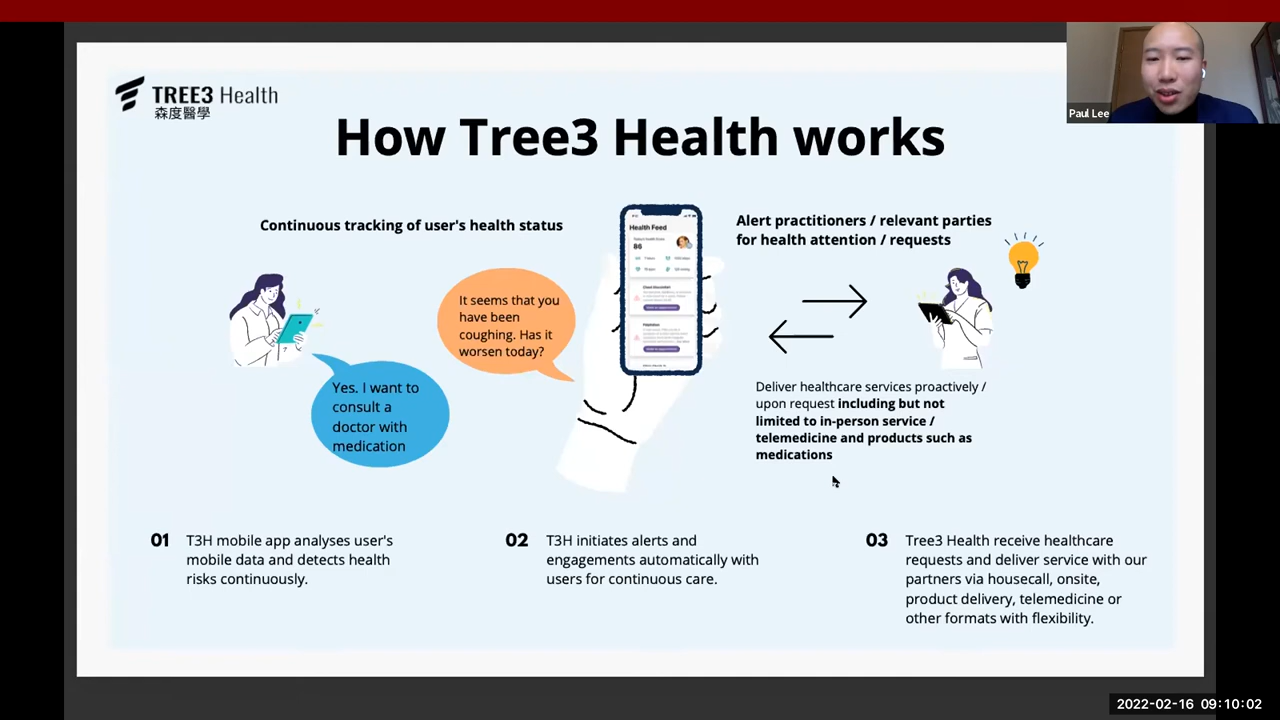 TREE3 Health
森度醫學
Paul Lee
How Tree3 Health works
Continuous tracking of user's health status
Alert practitioners / relevant parties
for health attention / requests
Health Feed
86
It seems that you
have been
coughing. Has it
worsen today?
Yes. I want to
consult a
doctor with
medication
Deliver healthcare services proactively /
upon request including but not
limited to in-person service /
telemedicine and products such as
medications
01
T3H mobile app analyses user's
mobile data and detects health
risks continuously.
02
T3H initiates alerts and
engagements automatically with
users for continuous care.
03
Tree3 Health receive healthcare
requests and deliver service with our
partners via housecall, onsite,
product delivery, telemedicine or
other formats with flexibility.
2022-02-16 09:10:02